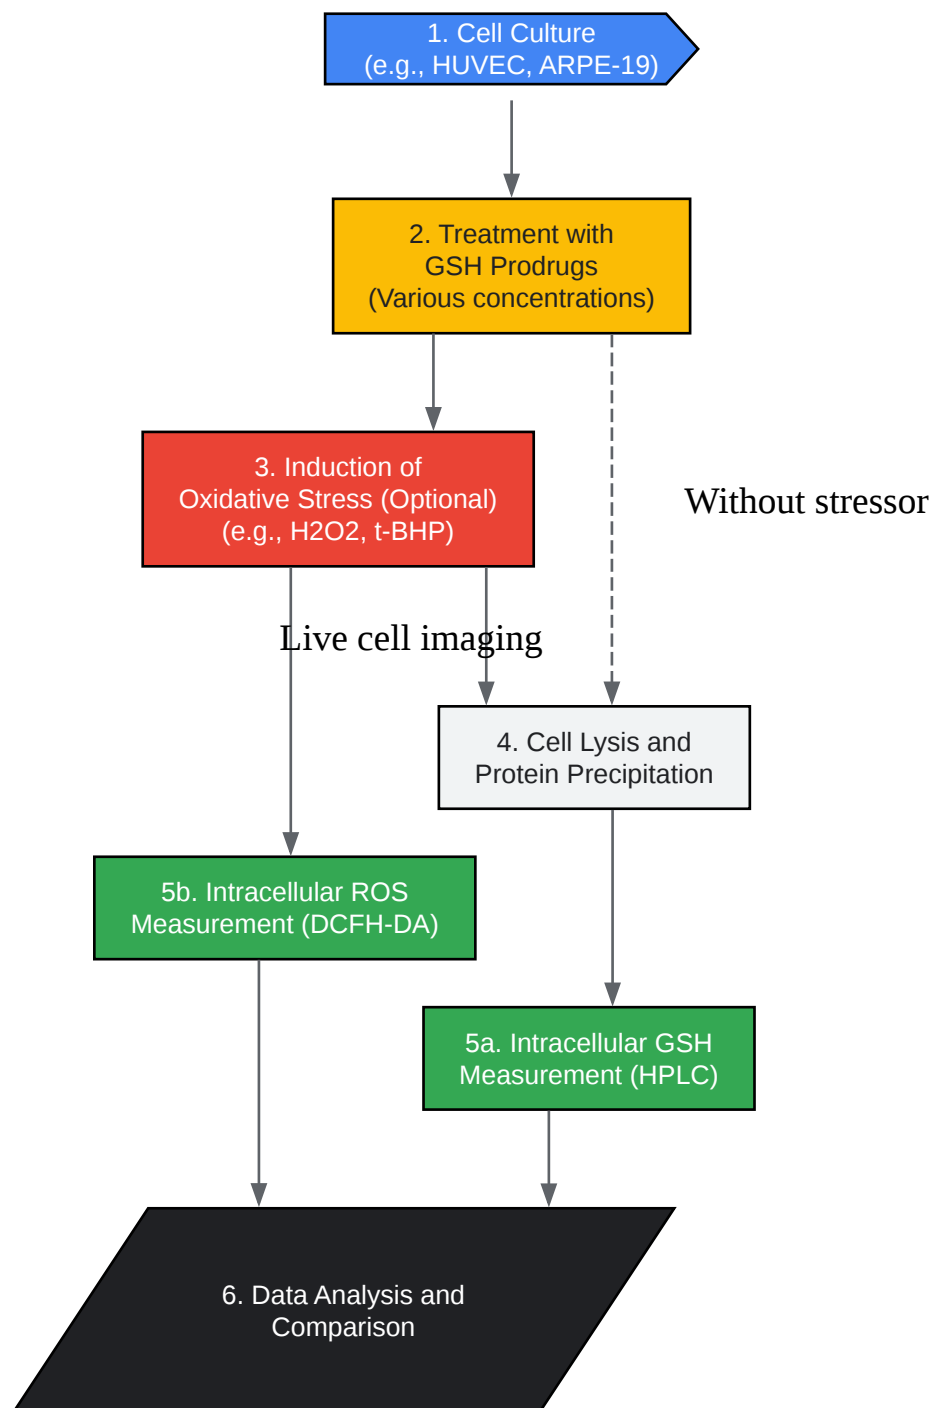 1. Cell Culture
(e.g., HUVEC, ARPE-19)
2. Treatment with
GSH Prodrugs
(Various concentrations)
3. Induction of
Oxidative Stress (Optional)
(e.g., H2O2, t-BHP)
Without stressor
Live cell imaging
4. Cell Lysis and
Protein Precipitation
5b. Intracellular ROS
Measurement (DCFH-DA)
5a. Intracellular GSH
Measurement (HPLC)
6. Data Analysis and
Comparison